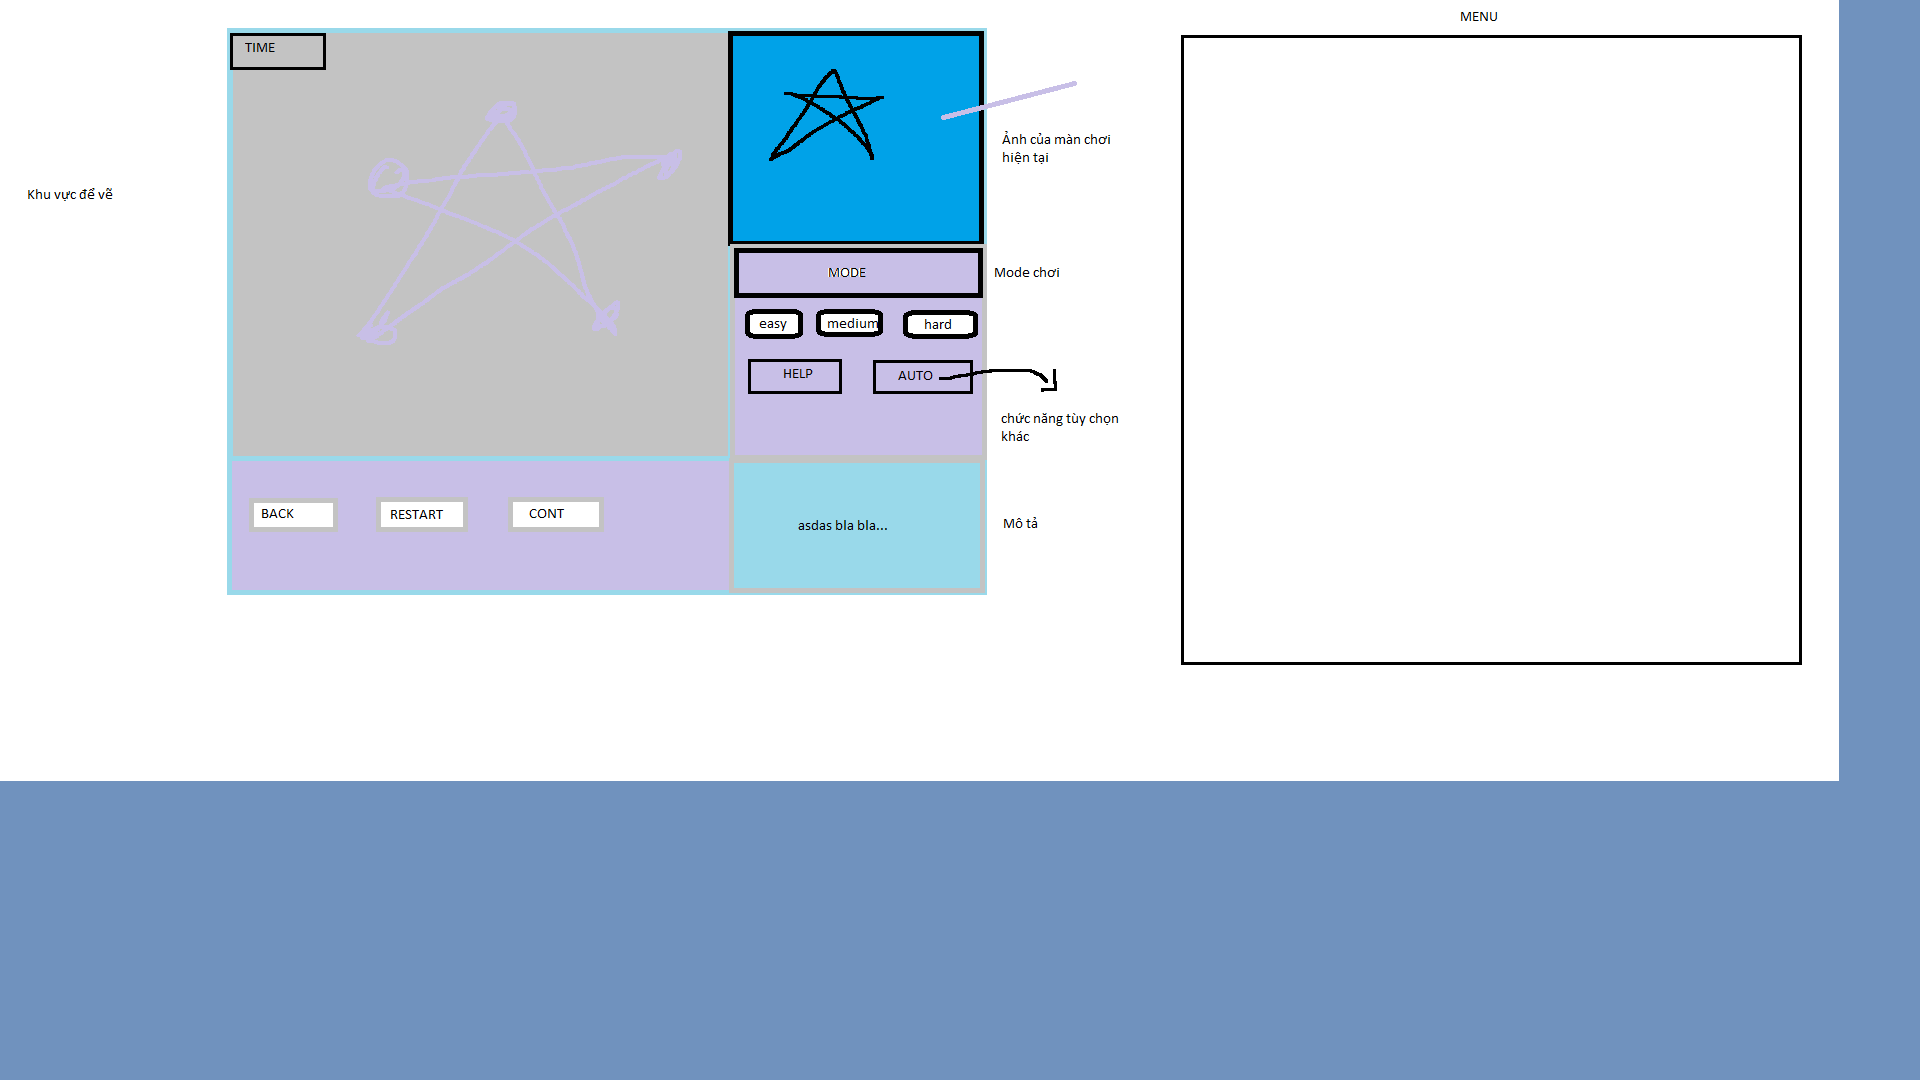 MENU
TIME
Ảnh của màn chơi
hiện tại
Khu vực để vẽ
MODE
Mode chơi
easy
medium
hard
HELP
AUTO
chức năng tùy chọn
khác
BACK
RESTART
CONT
asdas bla bla...
Mô tả